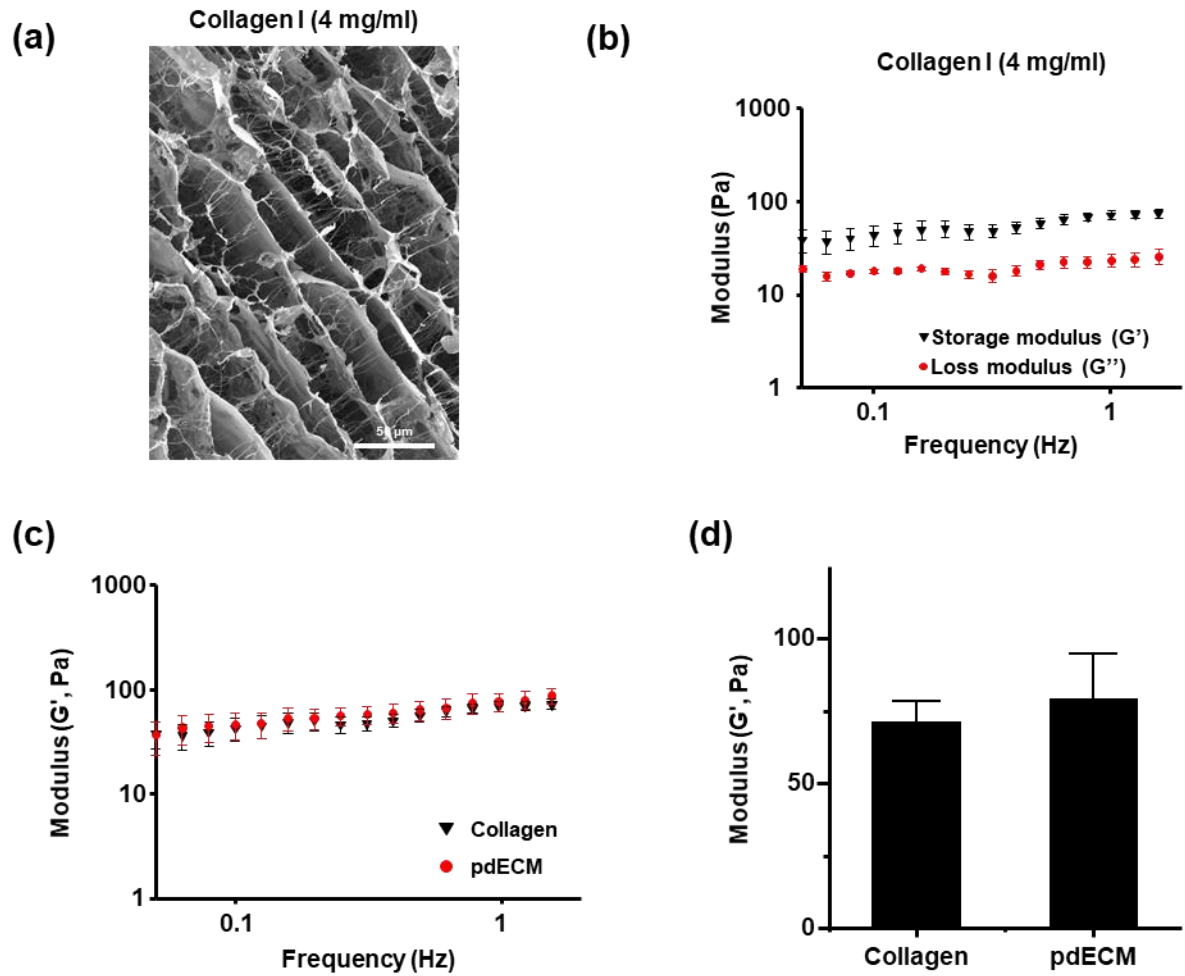 (a)
Collagen I (4 mg/ml)
50 µm
(b)
Collagen I (4 mg/ml)
Modulus (Pa)
1000
100
10
1
Storage modulus (G')
Loss modulus (G'')
0.1
1
Frequency (Hz)
(c)
Modulus (G', Pa)
1000
100
10
1
Collagen
pdECM
0.1
1
Frequency (Hz)
(d)
Modulus (G', Pa)
100
50
0
Collagen
pdECM